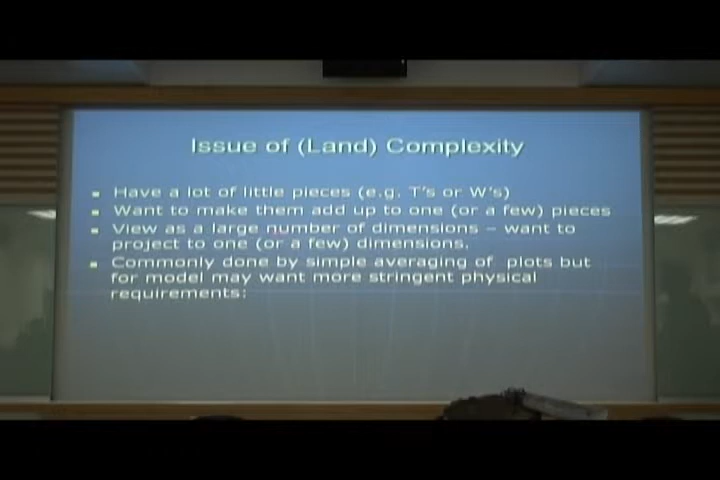 Issue of (Land) Complexity
Have a lot of little pieces (e.g. T's or W's)
Want to make them add up to one (or a few) pieces
View as a large number of dimensions – want to
project to one (or a few) dimensions.
Commonly done by simple averaging of plots but
for model may want more stringent physical
requirements: